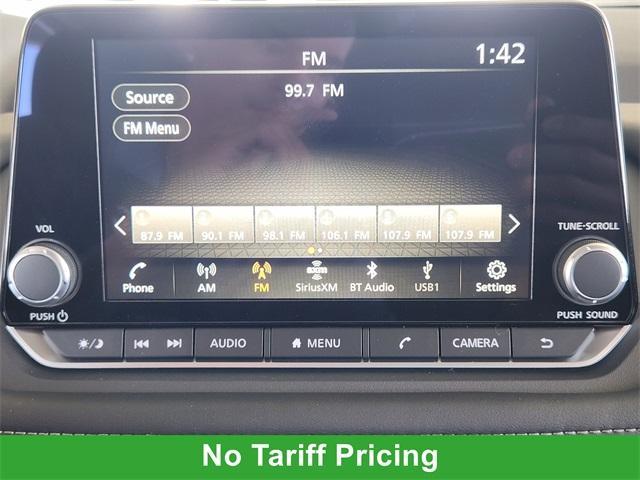 FM
1:42
99.7 FM
Source
FM Menu
87.9 FM
90.1 FM
98.1 FM
106.1 FM
107.9 FM
107.9 FM
VOL
TUNE-SCROLL
Phone
AM
FM
SXM
SiriusXM
BT Audio
USB1
Settings
PUSH
PUSH SOUND
AUDIO
MENU
CAMERA
No Tariff Pricing